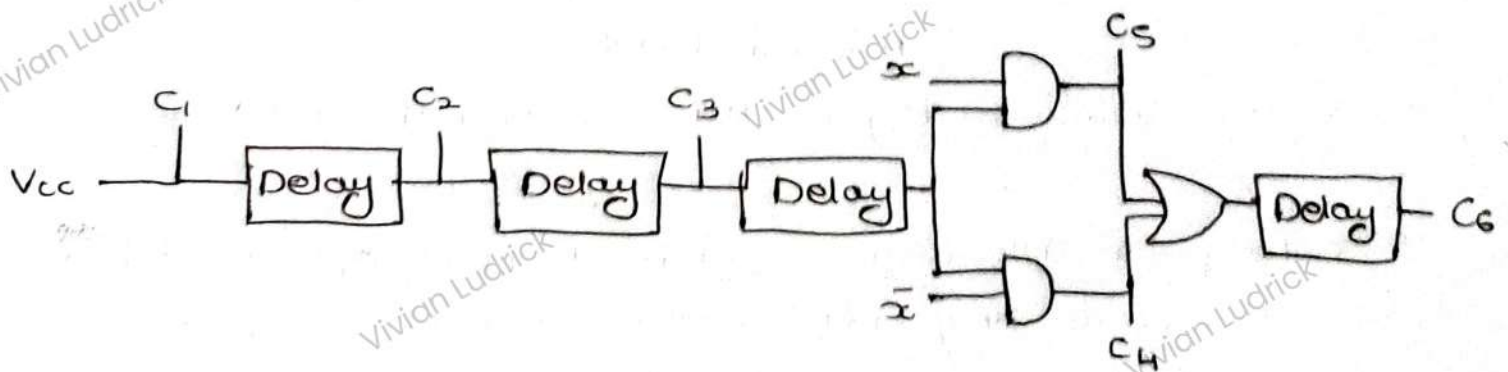 Vivian Ludrick
Vivian Ludrick
C5
x
C1
C2
C3
Vcc
Delay
Delay
Delay
Delay
C6
x̄
Vivian Ludrick
Vivian Ludrick
C4